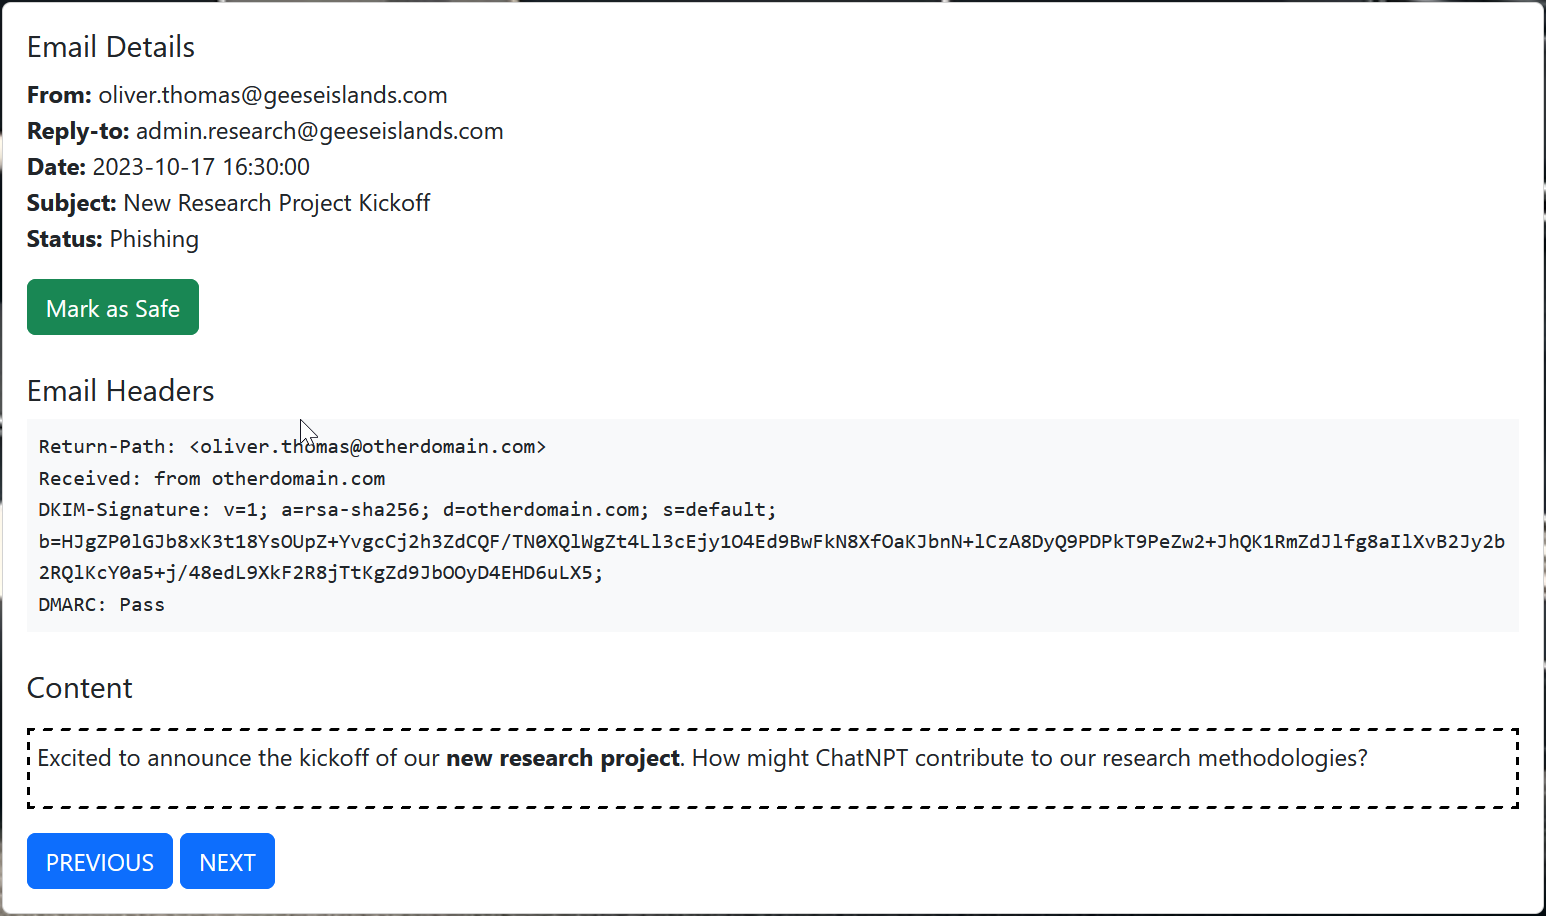 Email Details
From: oliver.thomas@geeseislands.com
Reply-to: admin.research@geeseislands.com
Date: 2023-10-17 16:30:00
Subject: New Research Project Kickoff
Status: Phishing
Mark as Safe
Email Headers
Return-Path: <oliver.thomas@otherdomain.com>
Received: from otherdomain.com
DKIM-Signature: v=1; a=rsa-sha256; d=otherdomain.com; s=default;
b=HJgZP0lGJb8xK3t18YsOUpZ+YvgcCj2h3ZdCQF/TN0XQlWgZt4Ll3cEjy1O4Ed9BwFkN8XfOaKJbnN+lCzA8DyQ9PDPkT9PeZw2+JhQK1RmZdJlfg8aIlXvB2Jy2b
2RQlKcY0a5+j/48edL9XkF2R8jTtKgZd9JbOOyD4EHD6uLX5;
DMARC: Pass
Content
Excited to announce the kickoff of our new research project. How might ChatNPT contribute to our research methodologies?
PREVIOUS NEXT